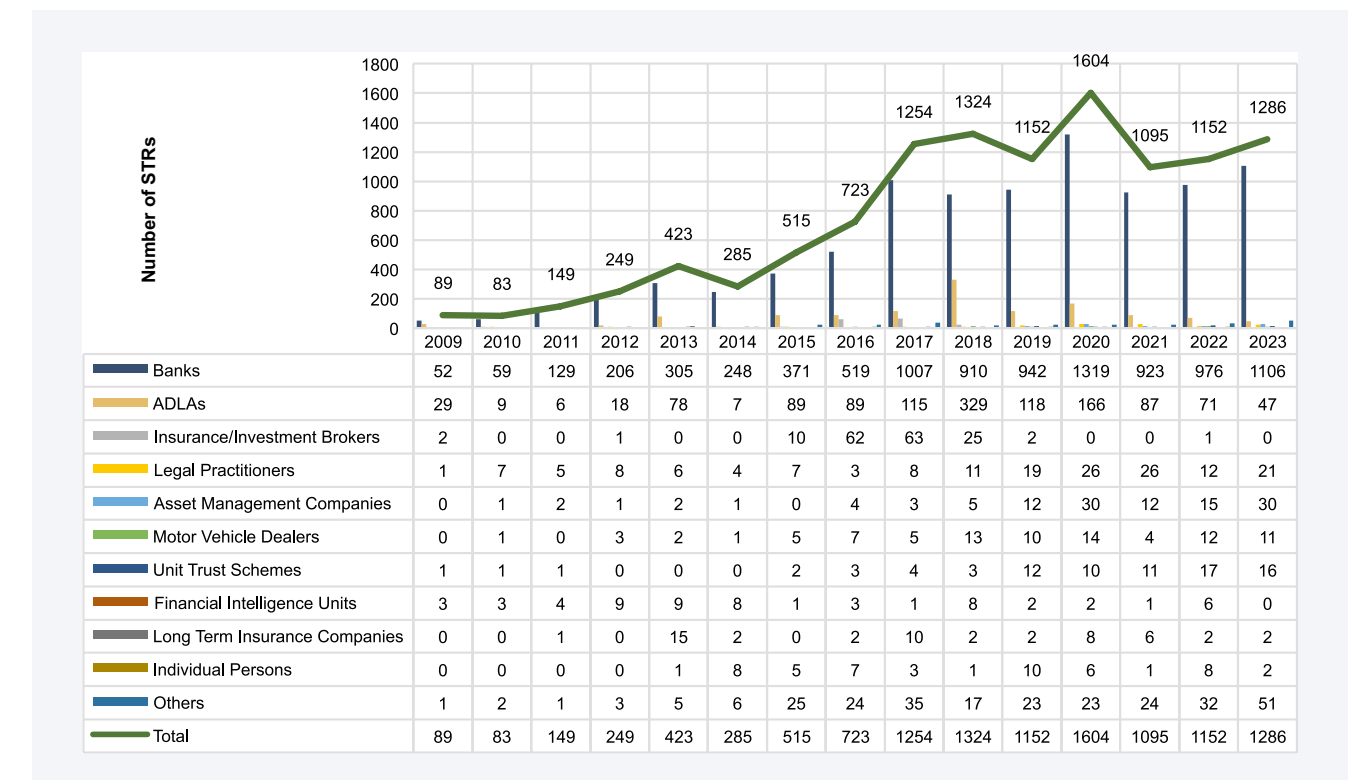 1800
1600
1400
1200
1000
800
600
400
200
0
Number of STRs
89 83 149 249 423 285 515 723 1254 1324 1152 1604 1095 1152 1286
2009 2010 2011 2012 2013 2014 2015 2016 2017 2018 2019 2020 2021 2022 2023
Banks 52 59 129 206 305 248 371 519 1007 910 942 1319 923 976 1106
ADLAs 29 9 6 18 78 7 89 89 115 329 118 166 87 71 47
Insurance/Investment Brokers 2 0 0 1 0 0 10 62 63 25 2 0 0 1 0
Legal Practitioners 1 7 5 8 6 4 7 3 8 11 19 26 26 12 21
Asset Management Companies 0 1 2 1 2 1 0 4 3 5 12 30 12 15 30
Motor Vehicle Dealers 0 1 0 3 2 1 5 7 5 13 10 14 4 12 11
Unit Trust Schemes 1 1 1 0 0 0 2 3 4 3 12 10 11 17 16
Financial Intelligence Units 3 3 4 9 9 8 1 3 1 8 2 2 1 6 0
Long Term Insurance Companies 0 0 1 0 15 2 0 2 10 2 2 8 6 2 2
Individual Persons 0 0 0 0 1 8 5 7 3 1 10 6 1 8 2
Others 1 2 1 3 5 6 25 24 35 17 23 23 24 32 51
Total 89 83 149 249 423 285 515 723 1254 1324 1152 1604 1095 1152 1286